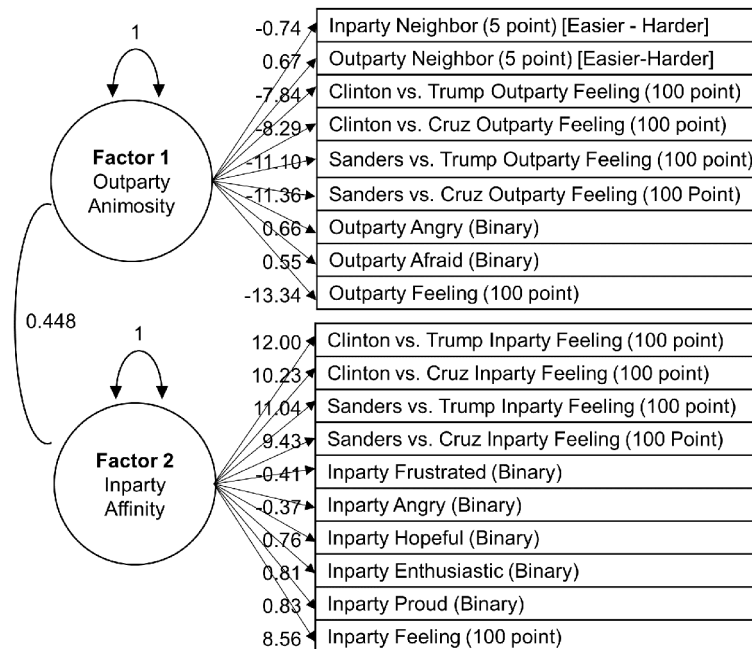 1
-0.74 Inparty Neighbor (5 point) [Easier - Harder]
0.67 Outparty Neighbor (5 point) [Easier-Harder]
-7.84 Clinton vs. Trump Outparty Feeling (100 point)
-8.29 Clinton vs. Cruz Outparty Feeling (100 point)
Factor 1
Outparty
Animosity
-11.10 Sanders vs. Trump Outparty Feeling (100 point)
-11.36 Sanders vs. Cruz Outparty Feeling (100 Point)
0.66 Outparty Angry (Binary)
0.55 Outparty Afraid (Binary)
-13.34 Outparty Feeling (100 point)
0.448
1
12.00 Clinton vs. Trump Inparty Feeling (100 point)
10.23 Clinton vs. Cruz Inparty Feeling (100 point)
11.04 Sanders vs. Trump Inparty Feeling (100 point)
9.43 Sanders vs. Cruz Inparty Feeling (100 Point)
Factor 2
Inparty
Affinity
-0.41 Inparty Frustrated (Binary)
-0.37 Inparty Angry (Binary)
0.76 Inparty Hopeful (Binary)
0.81 Inparty Enthusiastic (Binary)
0.83 Inparty Proud (Binary)
8.56 Inparty Feeling (100 point)